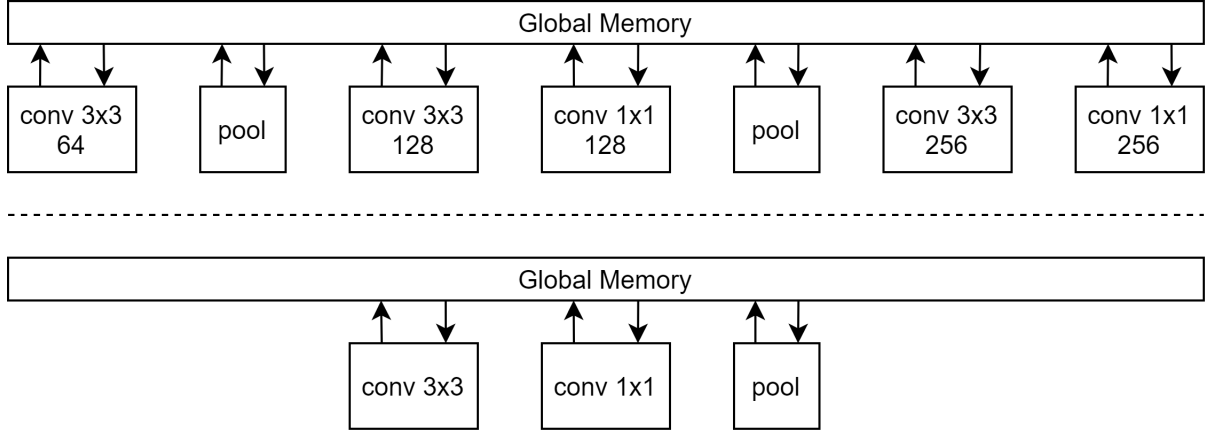 Global Memory
conv 3x3
64
pool
conv 3x3
128
conv 1x1
128
pool
conv 3x3
256
conv 1x1
256
Global Memory
conv 3x3
conv 1x1
pool